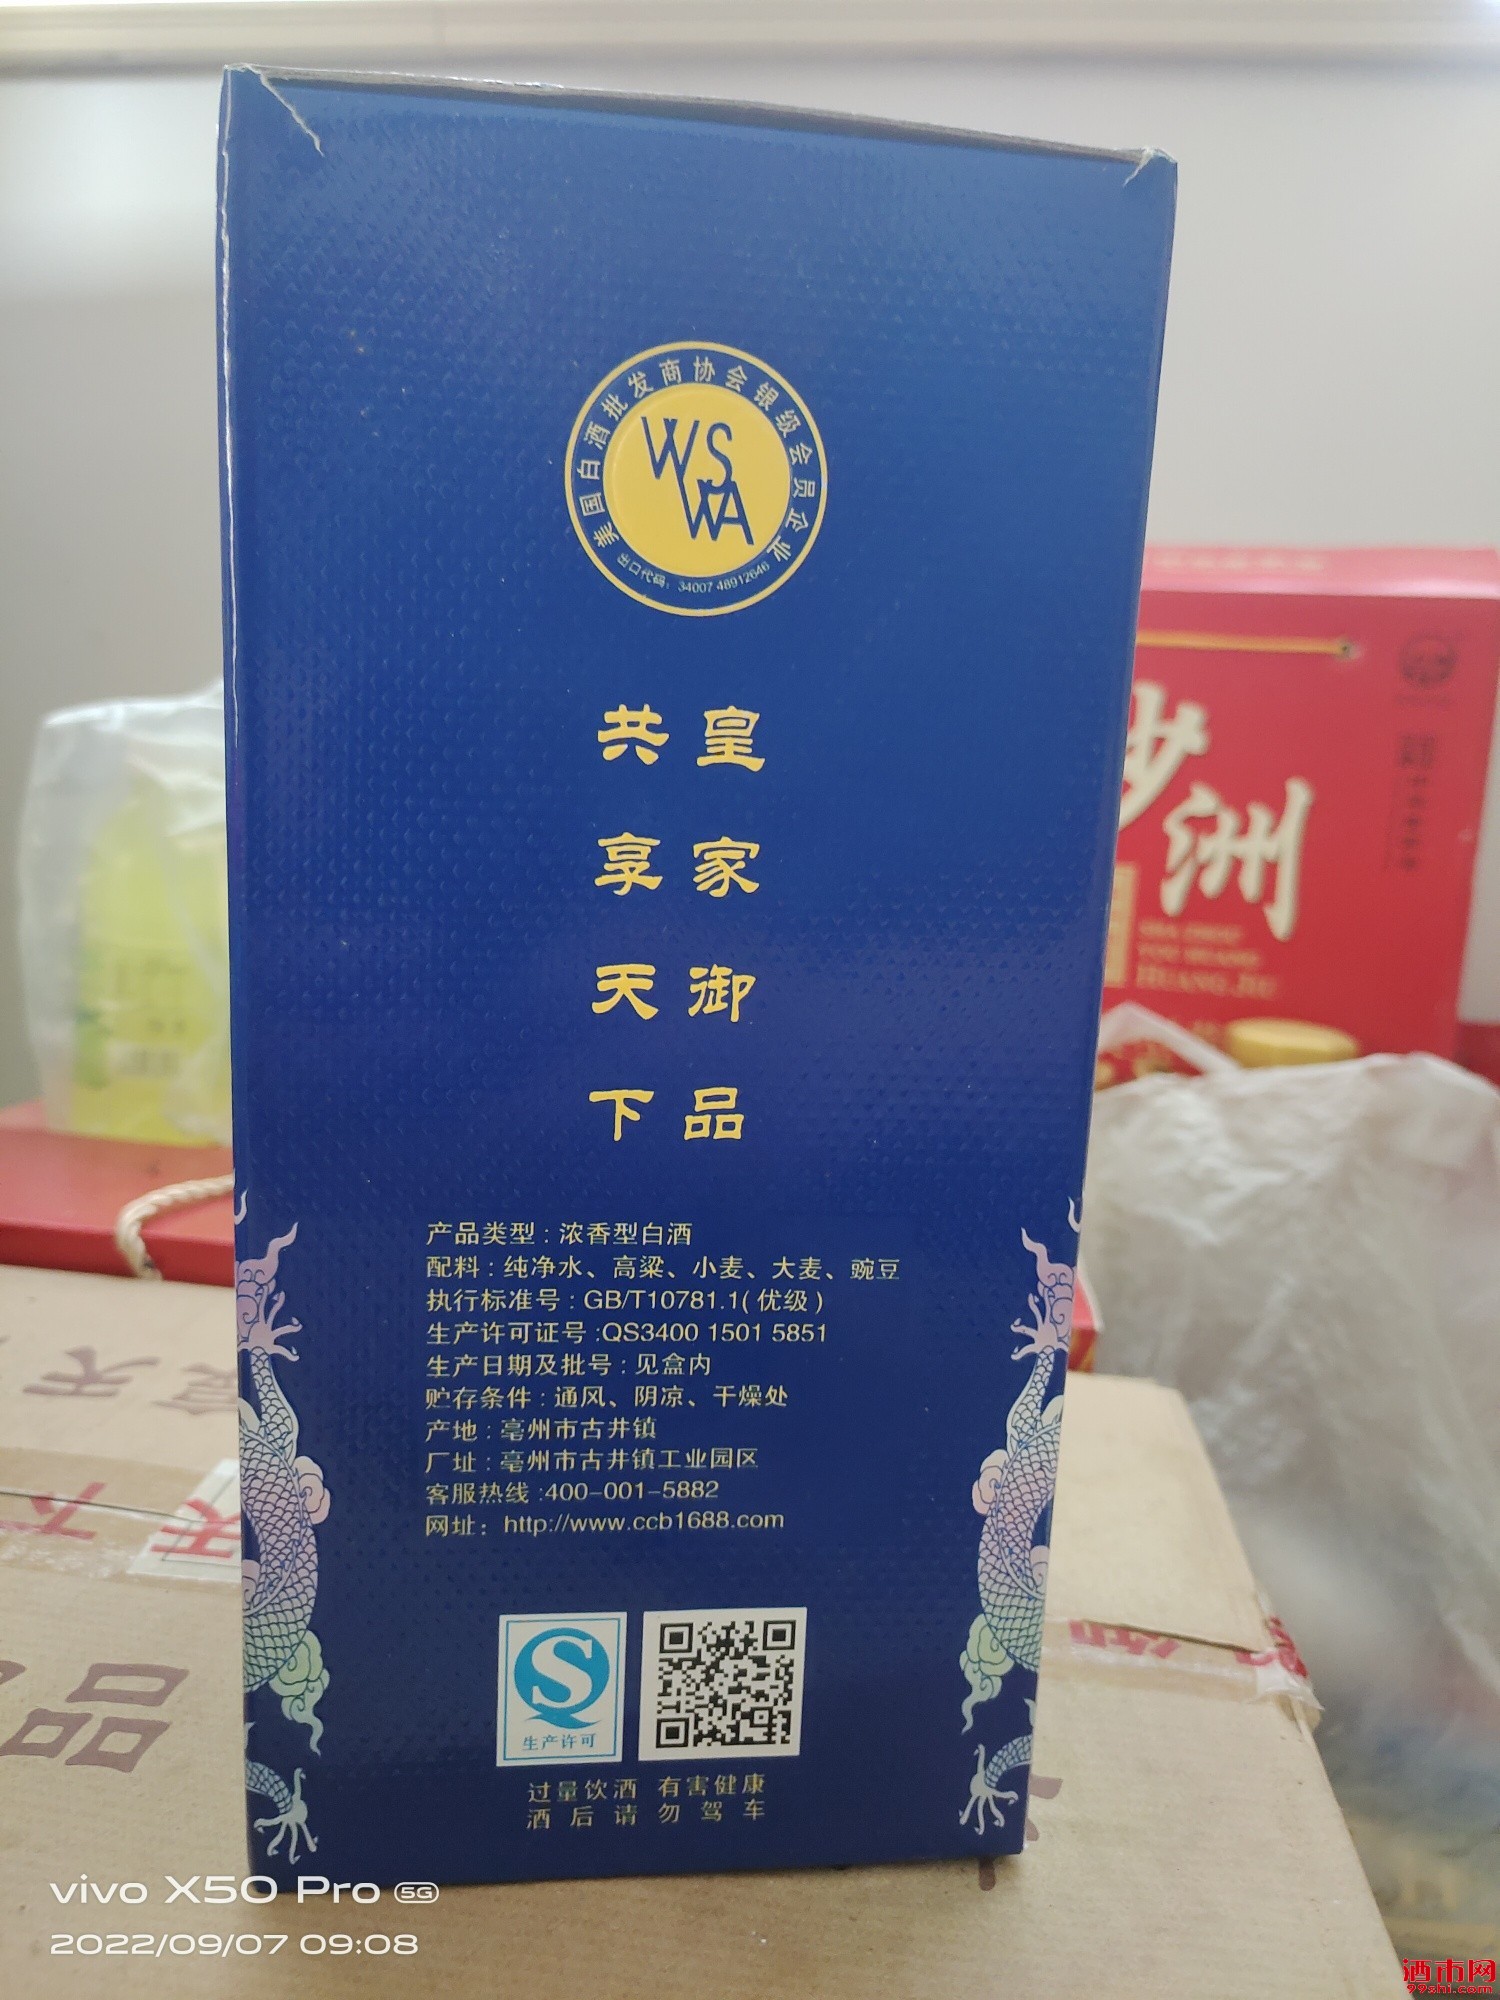 美国白酒批发商协会银级会员企业
WS
WA
出口代码：34007 48912646
皇家御品
共享天下
产品类型：浓香型白酒
配料：纯净水、高粱、小麦、大麦、豌豆
执行标准号：GB/T10781.1(优级)
生产许可证号:QS3400 1501 5851
生产日期及批号：见盒内
贮存条件：通风、阴凉、干燥处
产地：亳州市古井镇
厂址：亳州市古井镇工业园区
客服热线:400-001-5882
网址：http://www.ccb1688.com
生产许可
过量饮酒 有害健康
酒后请勿驾车
洲
HUANG JIU
天
品
vivo X50 Pro 5G
2022/09/07 09:08
酒市网
99shi.com